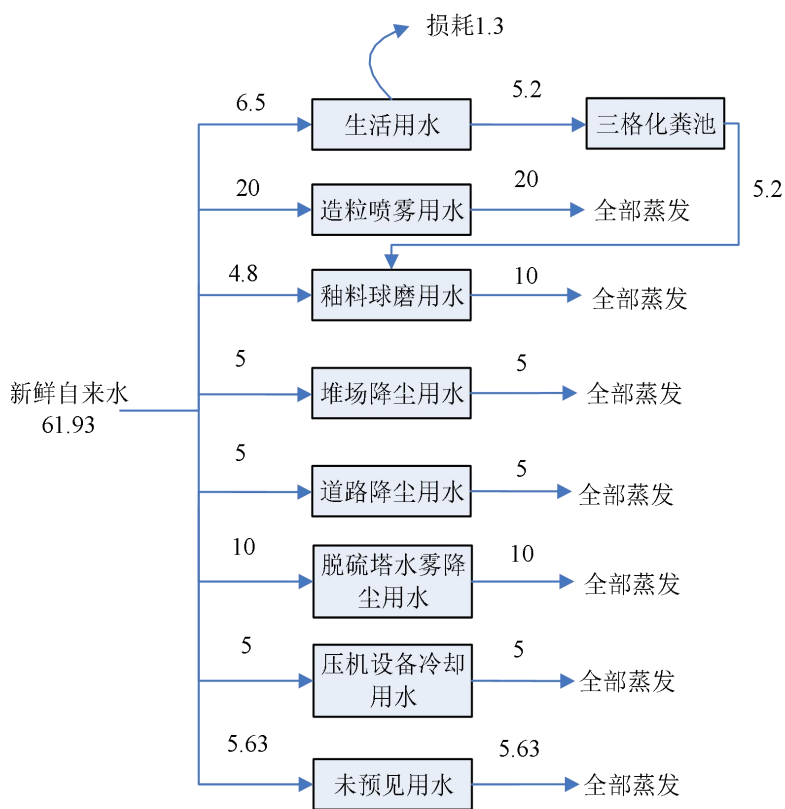 损耗1.3
6.5
生活用水
5.2
三格化粪池
5.2
20
造粒喷雾用水
20
全部蒸发
4.8
釉料球磨用水
10
全部蒸发
5
堆场降尘用水
5
全部蒸发
新鲜自来水
61.93
5
道路降尘用水
5
全部蒸发
10
脱硫塔水雾降
尘用水
10
全部蒸发
5
压机设备冷却
用水
5
全部蒸发
5.63
未预见用水
5.63
全部蒸发